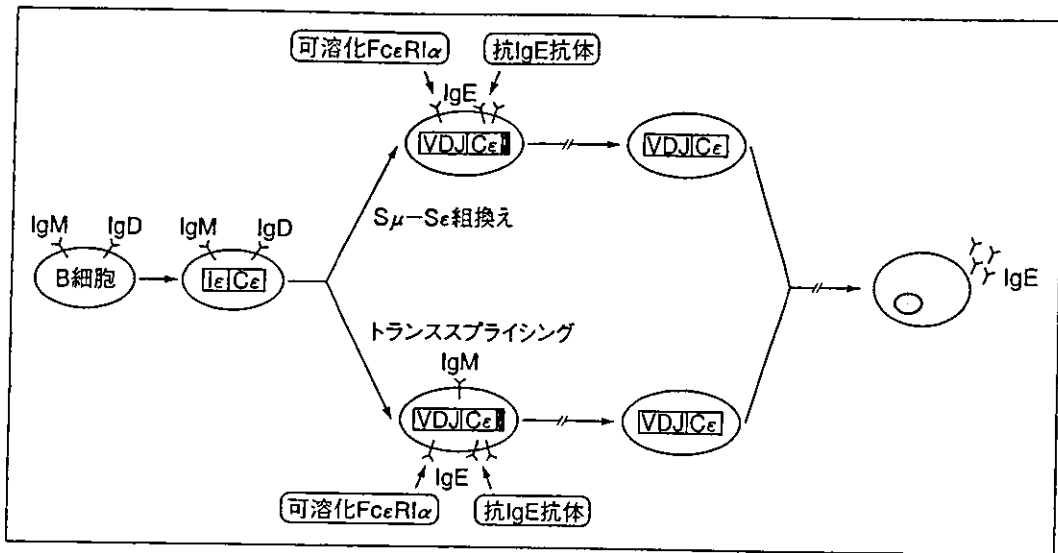 可溶化FcεRIα 抗IgE抗体
IgE
VDJ Cε
VDJ Cε
Sμ−Sε組換え
IgM IgD
IgM IgD
B細胞
Iε Cε
IgE
トランススプライシング
IgM
VDJ Cε
VDJ Cε
IgE
可溶化FcεRIα 抗IgE抗体